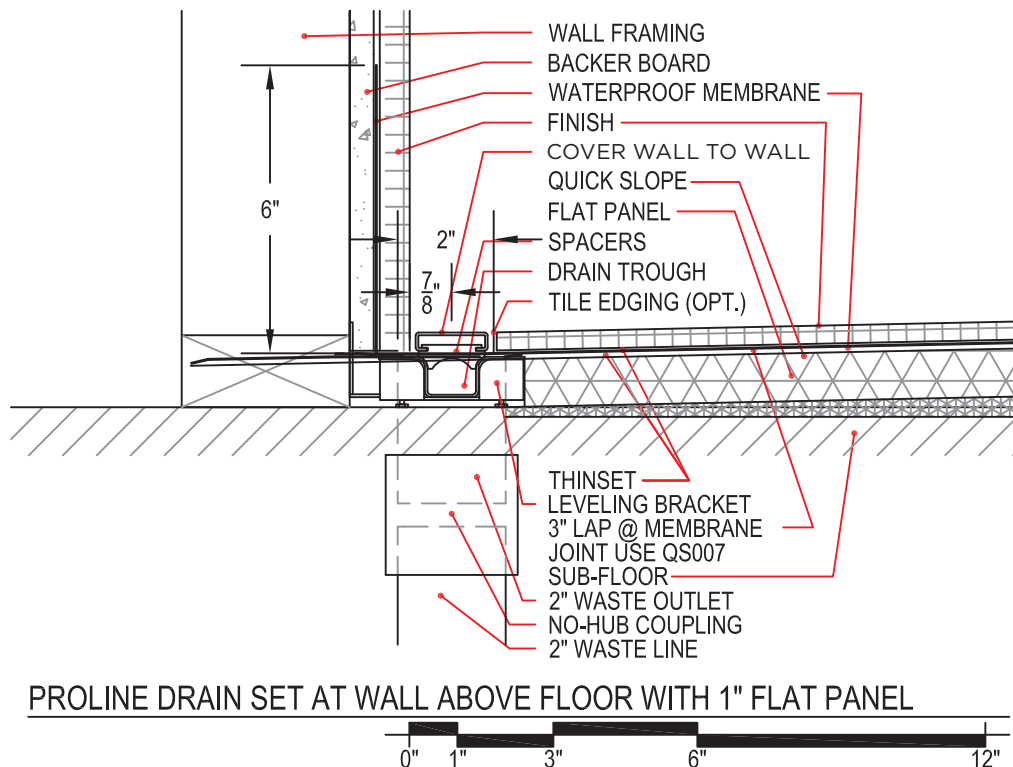 WALL FRAMING
BACKER BOARD
WATERPROOF MEMBRANE
FINISH
COVER WALL TO WALL
QUICK SLOPE
FLAT PANEL
SPACERS
DRAIN TROUGH
TILE EDGING (OPT.)
6"
2"
7/8"
THINSET
LEVELING BRACKET
3" LAP @ MEMBRANE
JOINT USE QS007
SUB-FLOOR
2" WASTE OUTLET
NO-HUB COUPLING
2" WASTE LINE
PROLINE DRAIN SET AT WALL ABOVE FLOOR WITH 1" FLAT PANEL
0" 1" 3" 6" 12"